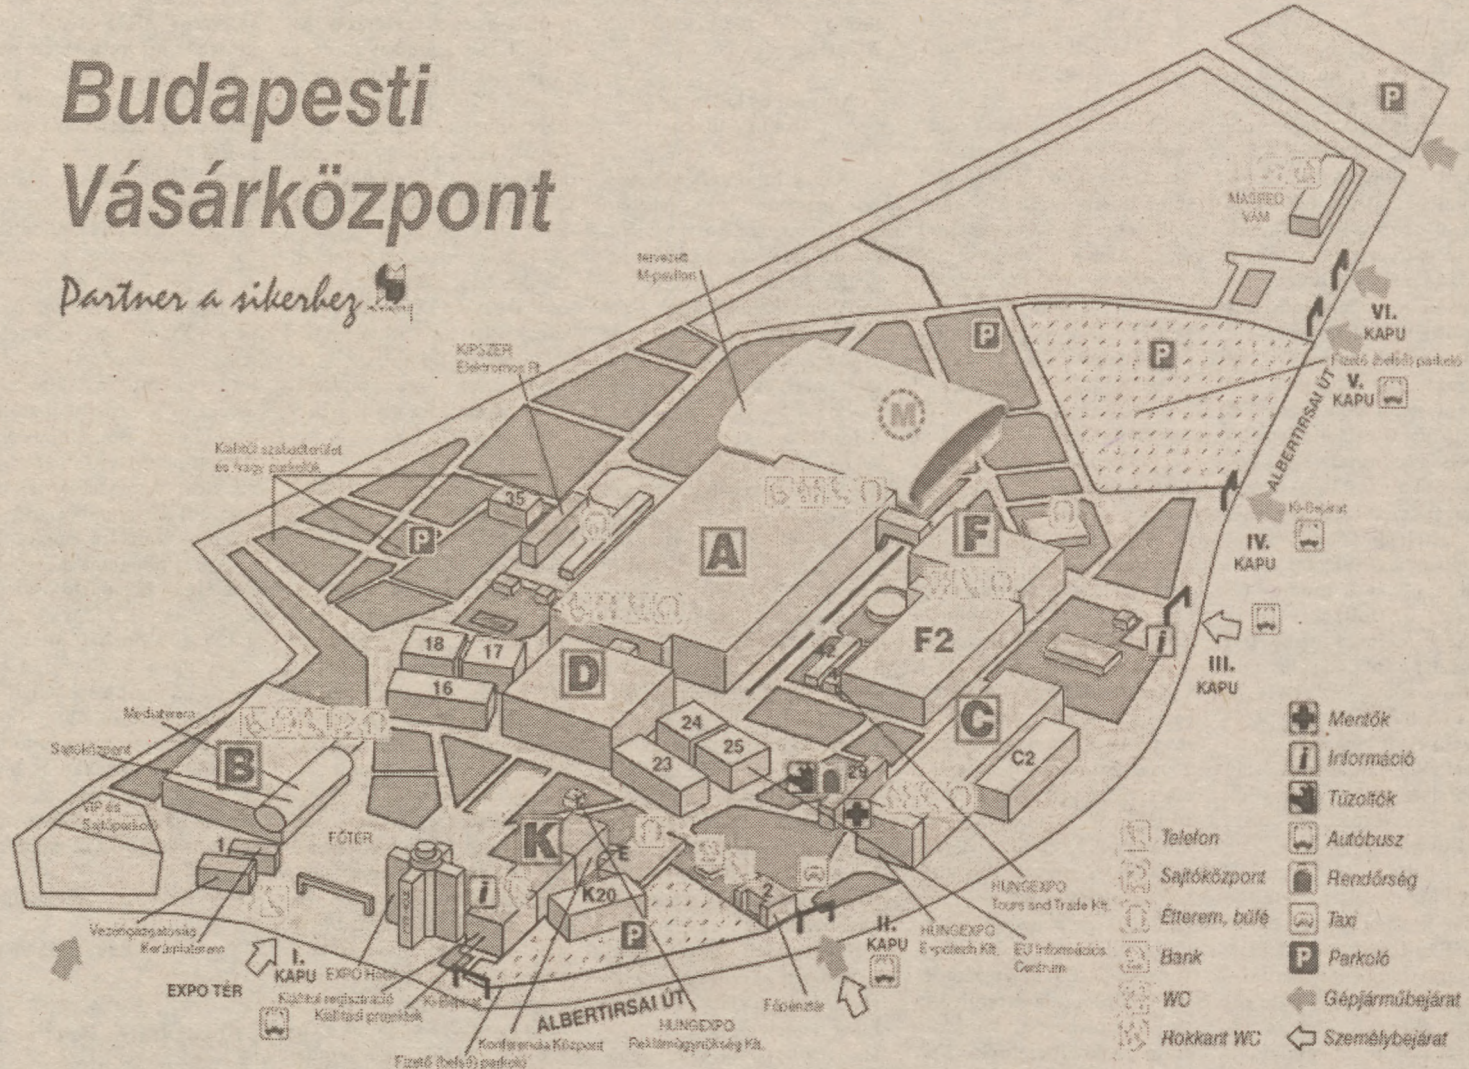 Budapesti
Vásárközpont
Partner a sikerhez
P
MASPED
VÁM
tervezett
M-pavilon
VI.
KAPU
P
P
Fizető (belső) parkoló
KIPSZER
Elektromos Rt.
V.
KAPU
ALBERTIRSAI ÚT
M
Kiállítói szabadterület
és /vagy parkolók
35
P
A
F
Ki-Bejárat
IV.
KAPU
18
17
16
D
F2
42
i
III.
KAPU
Mediaterera
Sajtóközpont
B
24
25
23
C
C2
29
VIP és
Sajtóparkoló
FŐTÉR
1
K
E
K20
i
2
P
Mentők
i
Információ
Tűzoltók
Telefon
Autóbusz
Sajtóközpont
Rendőrség
Étterem, büfé
Taxi
Bank
P
Parkoló
WC
Gépjárműbejárat
Rokkant WC
Személybejárat
HUNGEXPO
Tours and Trade Kft.
HUNGEXPO
Expotech Kft.
EU Információs
Centrum
Vezérigazgatóság
Kerámiaterem
I.
KAPU
EXPO TÉR
EXPO Hotel
Kiállítói regisztráció
Kiállítási projektek
Ki-Bejárat
II.
KAPU
Főpénztár
ALBERTIRSAI ÚT
HUNGEXPO
Reklámügynökség Kft.
Konferencia Központ
Fizető (belső) parkoló